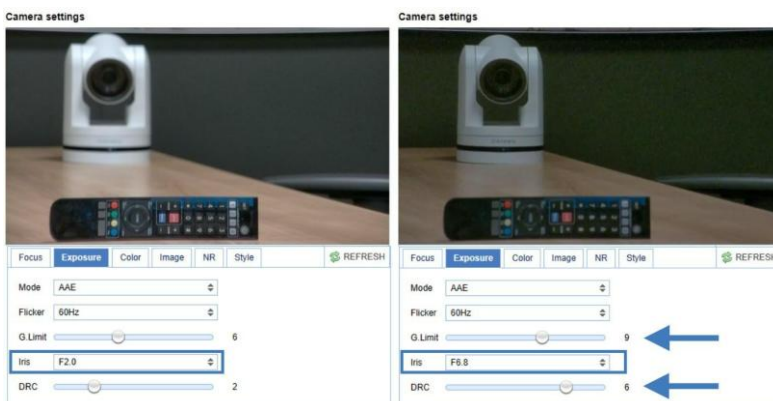 Camera settings
Focus Exposure Color Image NR Style REFRESH
Mode AAE
Flicker 60Hz
G.Limit 6
Iris F2.0
DRC 2
Camera settings
Focus Exposure Color Image NR Style REFRESH
Mode AAE
Flicker 60Hz
G.Limit 9
Iris F6.8
DRC 6